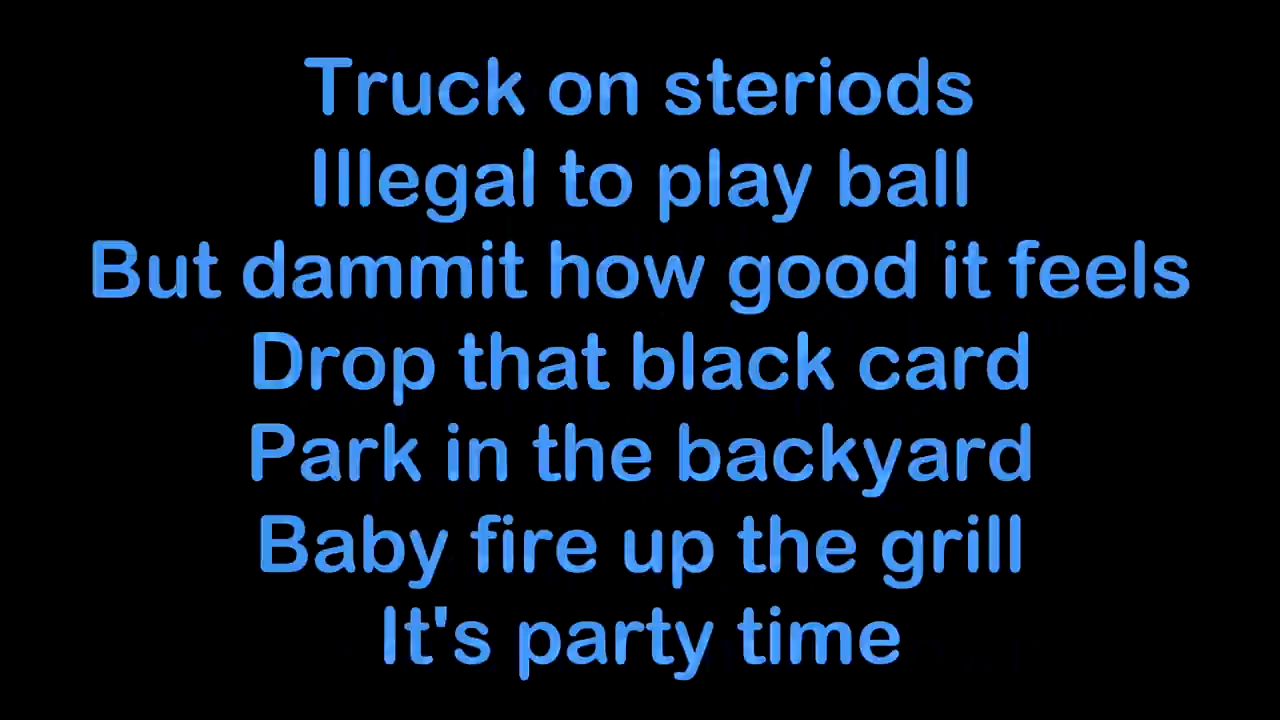 Truck on steriods
Illegal to play ball
But dammit how good it feels
Drop that black card
Park in the backyard
Baby fire up the grill
It's party time